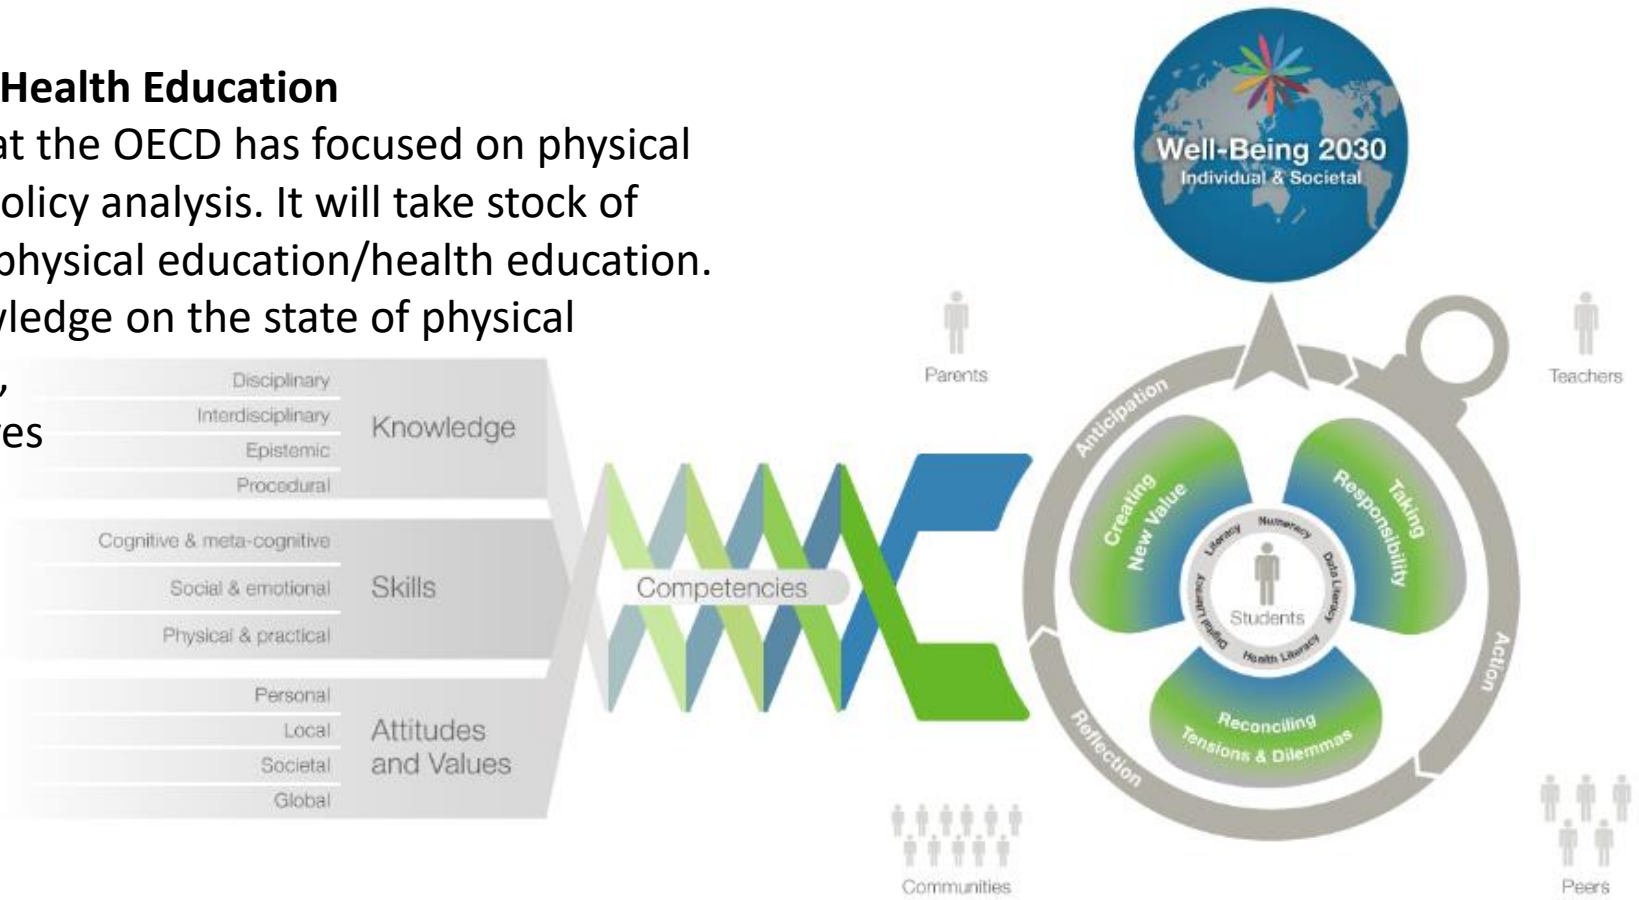 Health Education
at the OECD has focused on physical
olicy analysis. It will take stock of
physical education/health education.
ledge on the state of physical
,
es
Disciplinary
Interdisciplinary
Epistemic
Procedural
Knowledge
Cognitive & meta-cognitive
Social & emotional
Physical & practical
Skills
Personal
Local
Societal
Global
Attitudes
and Values
Competencies
Well-Being 2030
Individual & Societal
Parents
Teachers
Anticipation
Action
Reflection
Creating
New Value
Taking
Responsibility
Reconciling
Tensions & Dilemmas
Literacy
Numeracy
Data Literacy
Health Literacy
Digital Literacy
Students
Communities
Peers